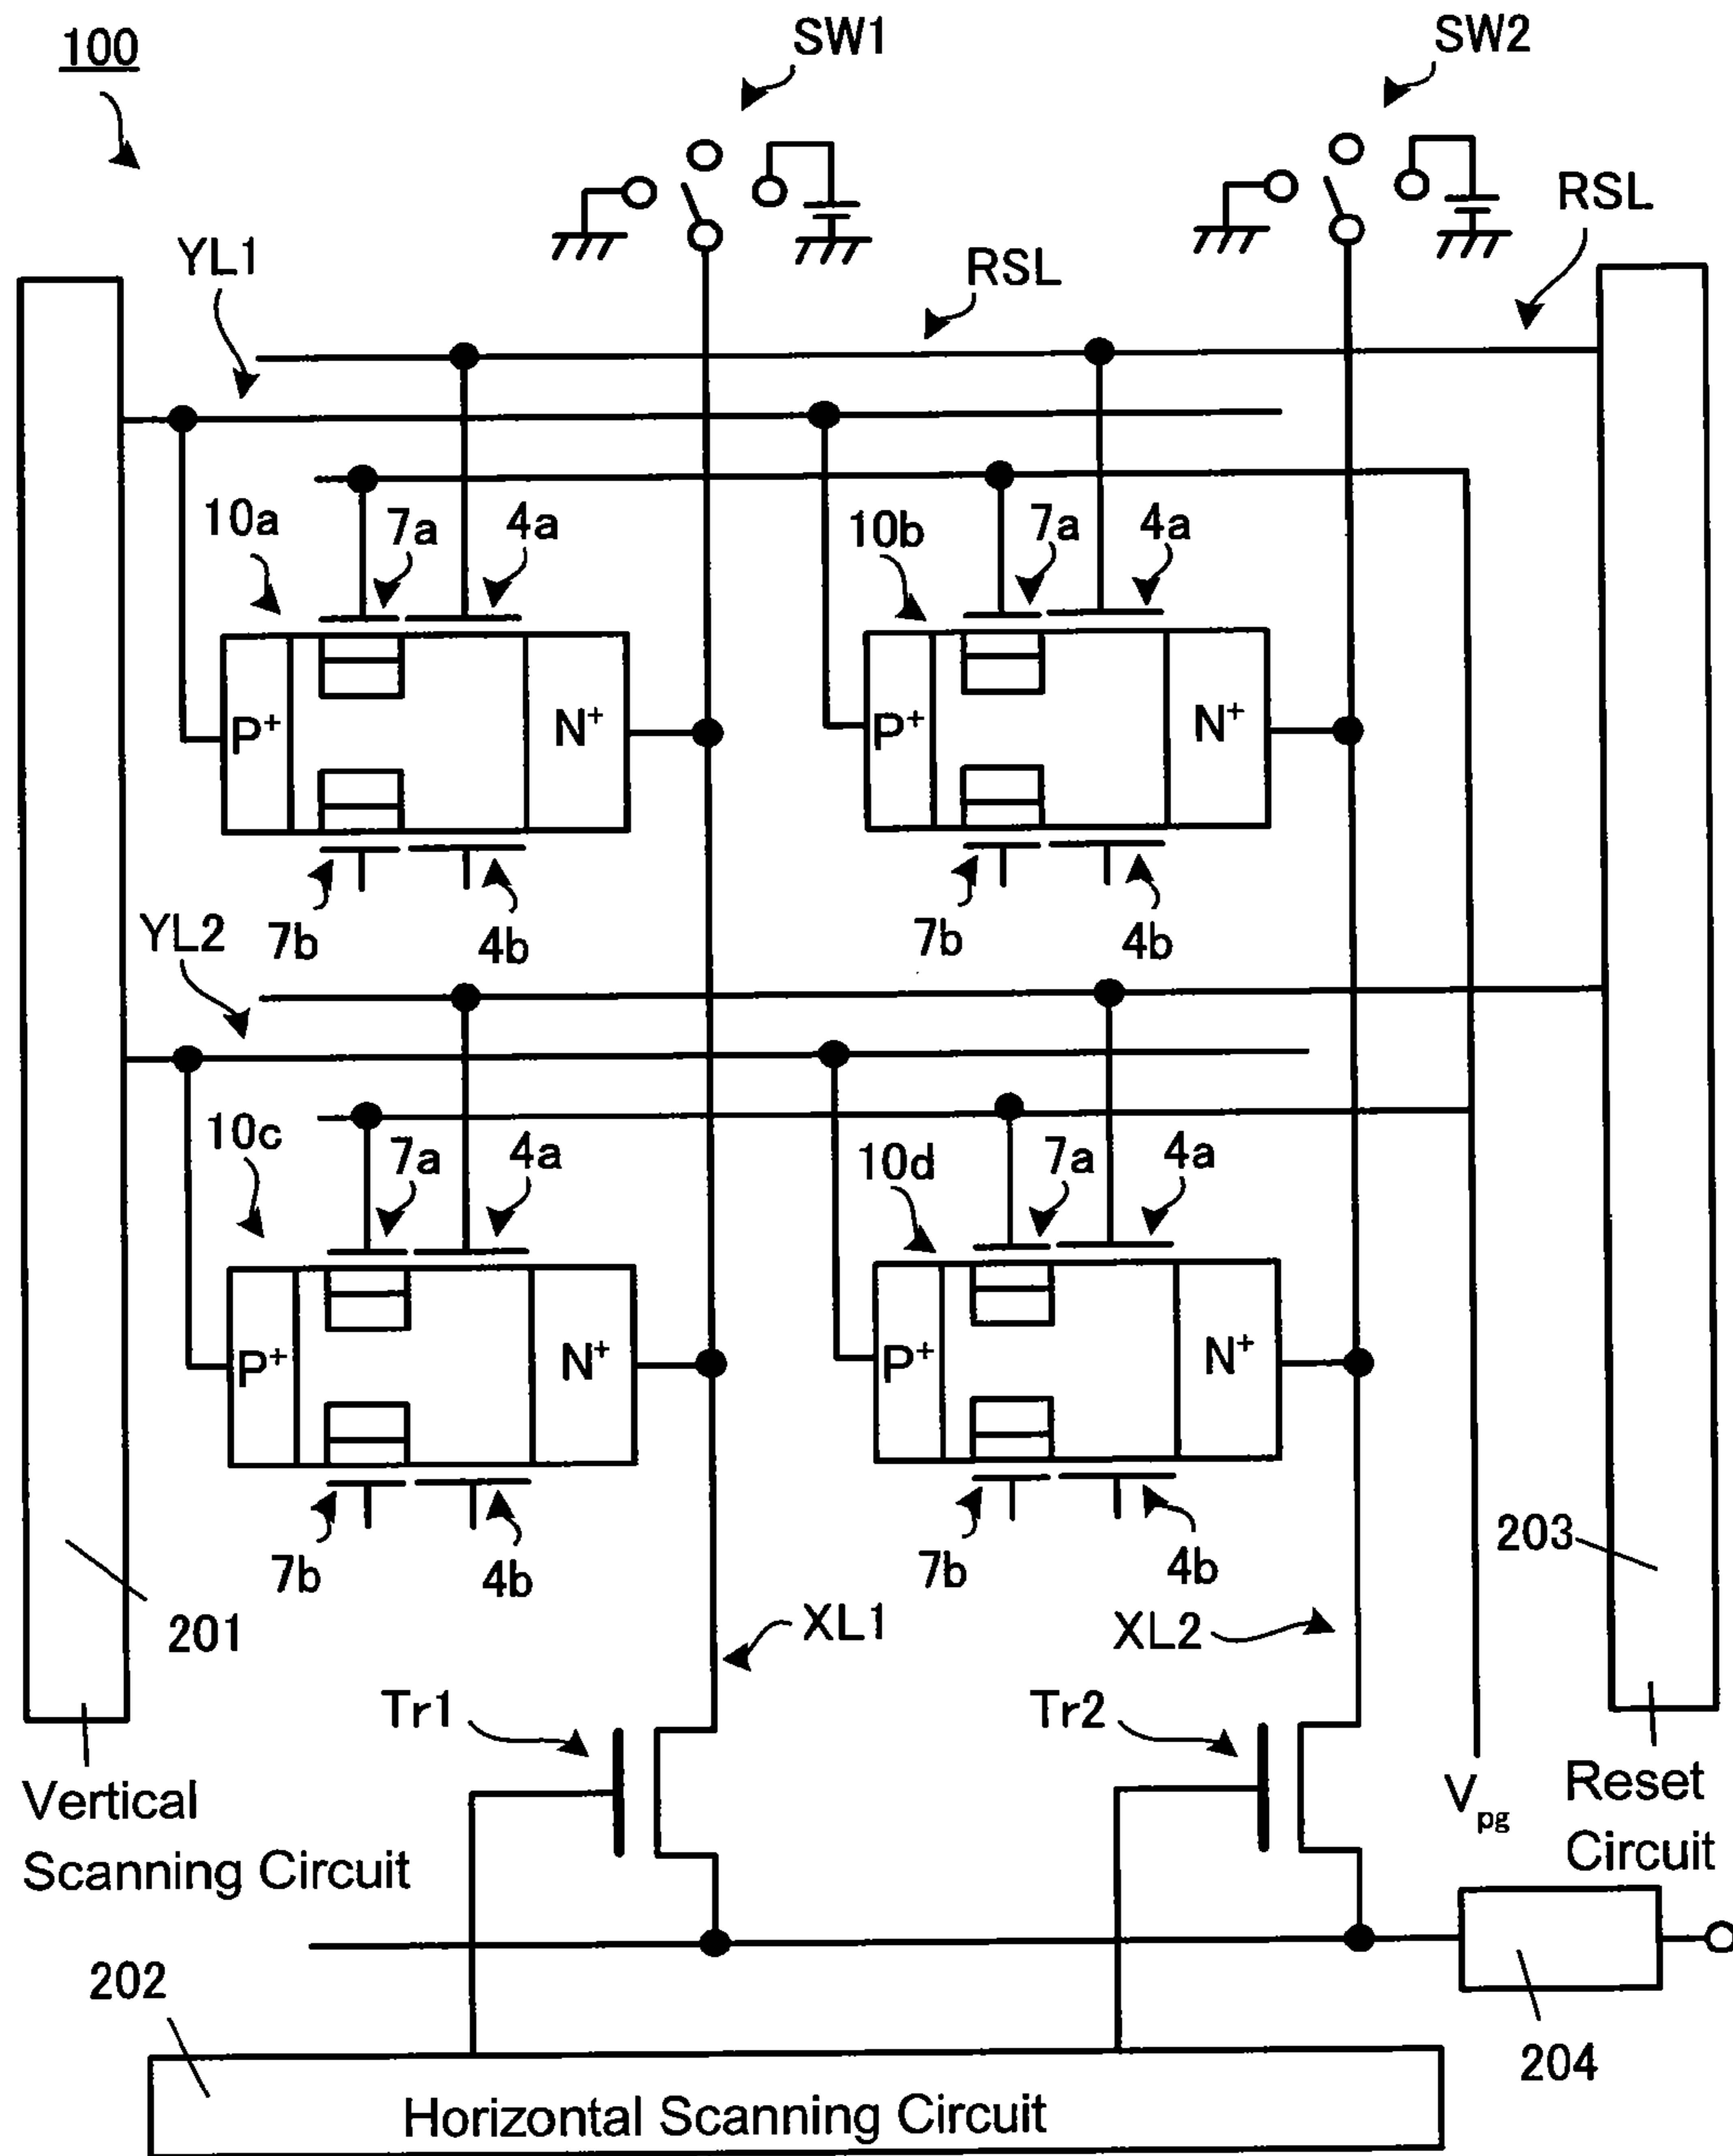 100
SW1
SW2
RSL
YL1
RSL
10a
7a
4a
10b
7a
4a
P+
N+
P+
N+
7b
4b
7b
4b
YL2
10c
7a
4a
10d
7a
4a
P+
N+
P+
N+
7b
4b
7b
4b
203
201
XL1
XL2
Tr1
Tr2
Vertical
Scanning Circuit
Vpg
Reset
Circuit
202
204
Horizontal Scanning Circuit